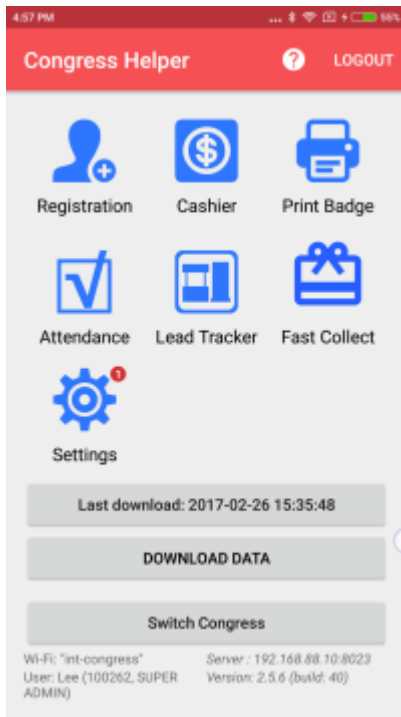 4:57 PM ... 66%
Congress Helper ? LOGOUT
Registration Cashier Print Badge
Attendance Lead Tracker Fast Collect
1
Settings
Last download: 2017-02-26 15:35:48
DOWNLOAD DATA
Switch Congress
Wi-Fi: "int-congress" Server : 192.168.88.10:8023
User: Lee (100262, SUPER Version: 2.5.6 (build: 40)
ADMIN)